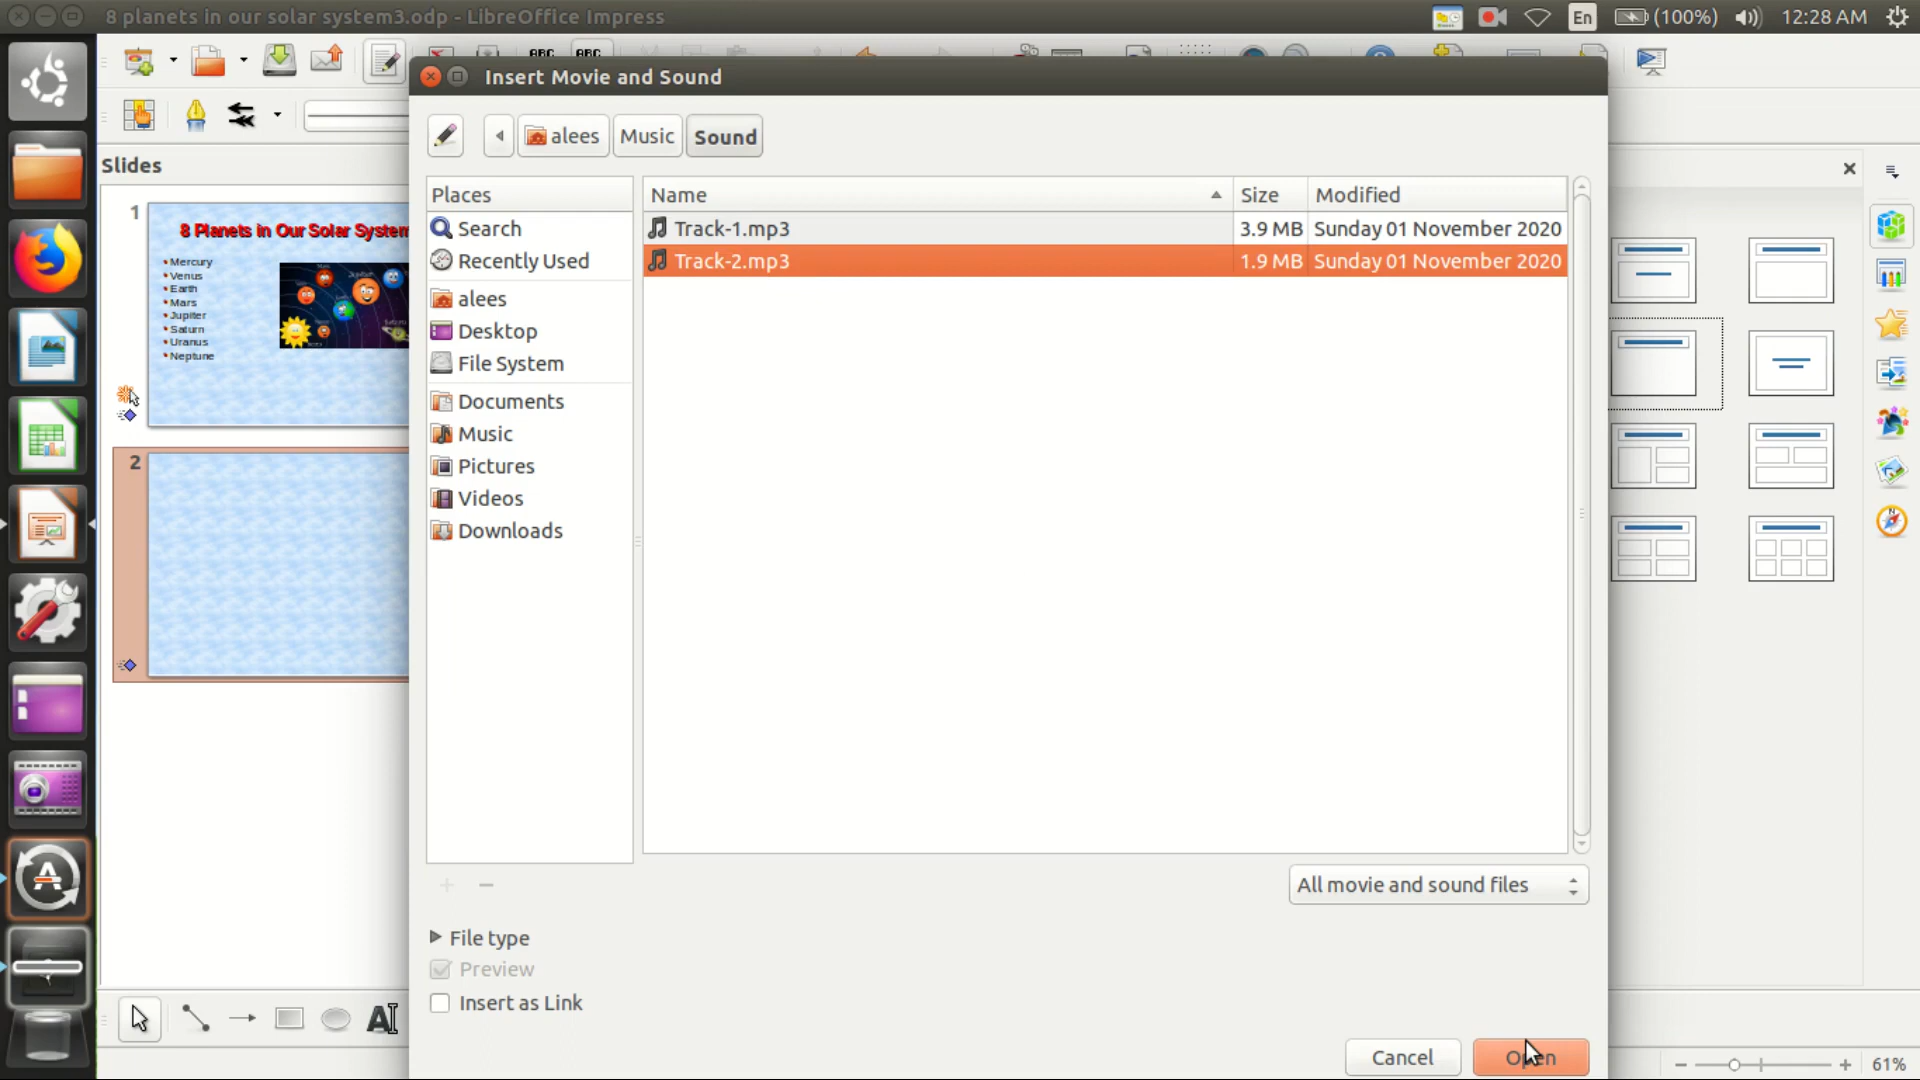 8 planets in our solar system3.odp - LibreOffice Impress
En
(100%)
12:28 AM
ABC
ABC
Insert Movie and Sound
alees
Music
Sound
Slides
Places
Name
Size
Modified
1
8 Planets in Our Solar System
Mercury
Venus
Earth
Mars
Jupiter
Saturn
Uranus
Neptune
2
Search
Recently Used
alees
Desktop
File System
Documents
Music
Pictures
Videos
Downloads
Track-1.mp3 3.9 MB Sunday 01 November 2020
Track-2.mp3 1.9 MB Sunday 01 November 2020
All movie and sound files
File type
Preview
Insert as Link
Cancel
Open
61%